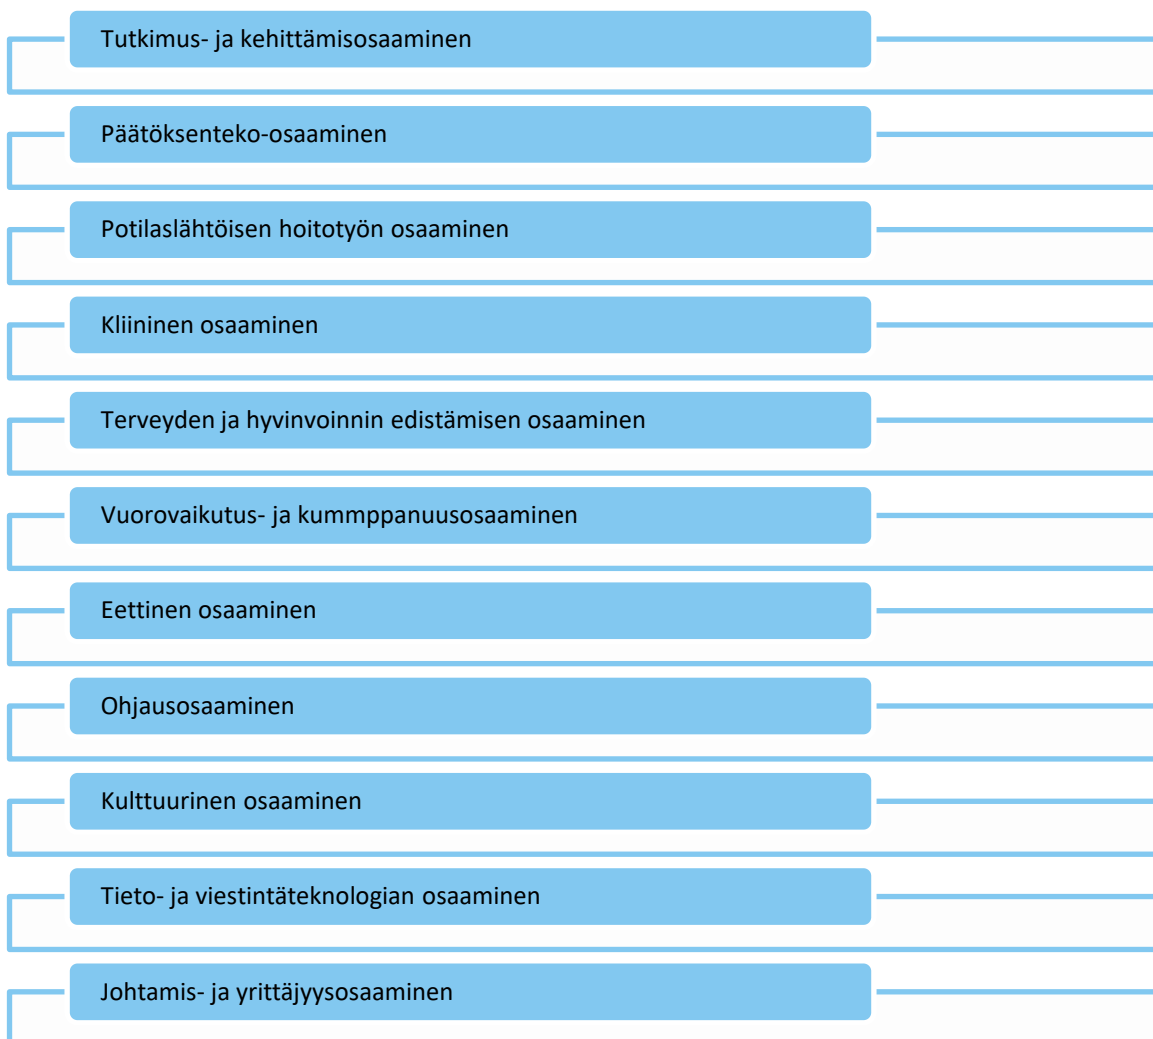 Tutkimus- ja kehittämisosaaminen
Päätöksenteko-osaaminen
Potilaslähtöisen hoitotyön osaaminen
Kliininen osaaminen
Terveyden ja hyvinvoinnin edistämisen osaaminen
Vuorovaikutus- ja kummppanuusosaaminen
Eettinen osaaminen
Ohjausosaaminen
Kulttuurinen osaaminen
Tieto- ja viestintäteknologian osaaminen
Johtamis- ja yrittäjyysosaaminen